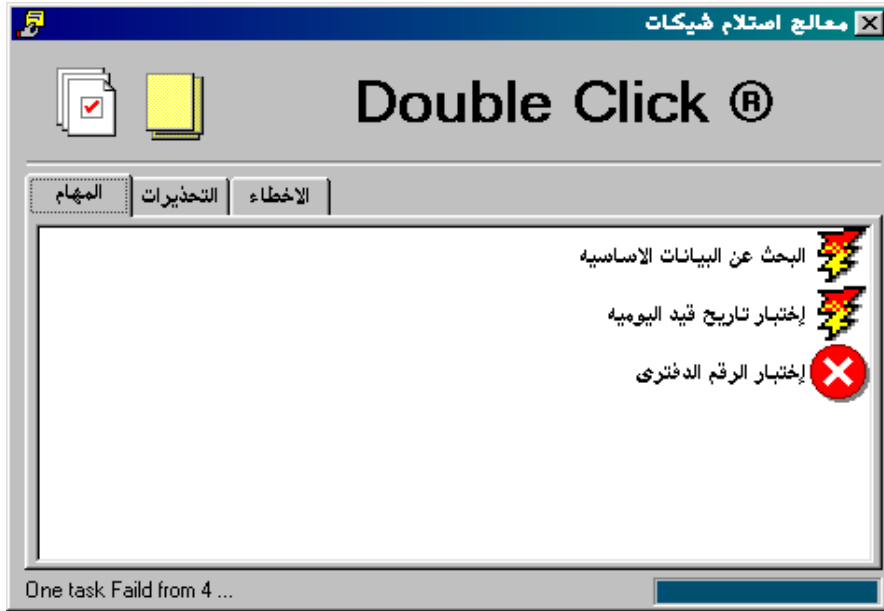 معالج استلام شيكات
Double Click ®
المهام
التحذيرات
الاخطاء
البحث عن البيانات الاساسيه
إختبار تاريح قيد اليوميه
إختبار الرقم الدفترى
One task Faild from 4 ...